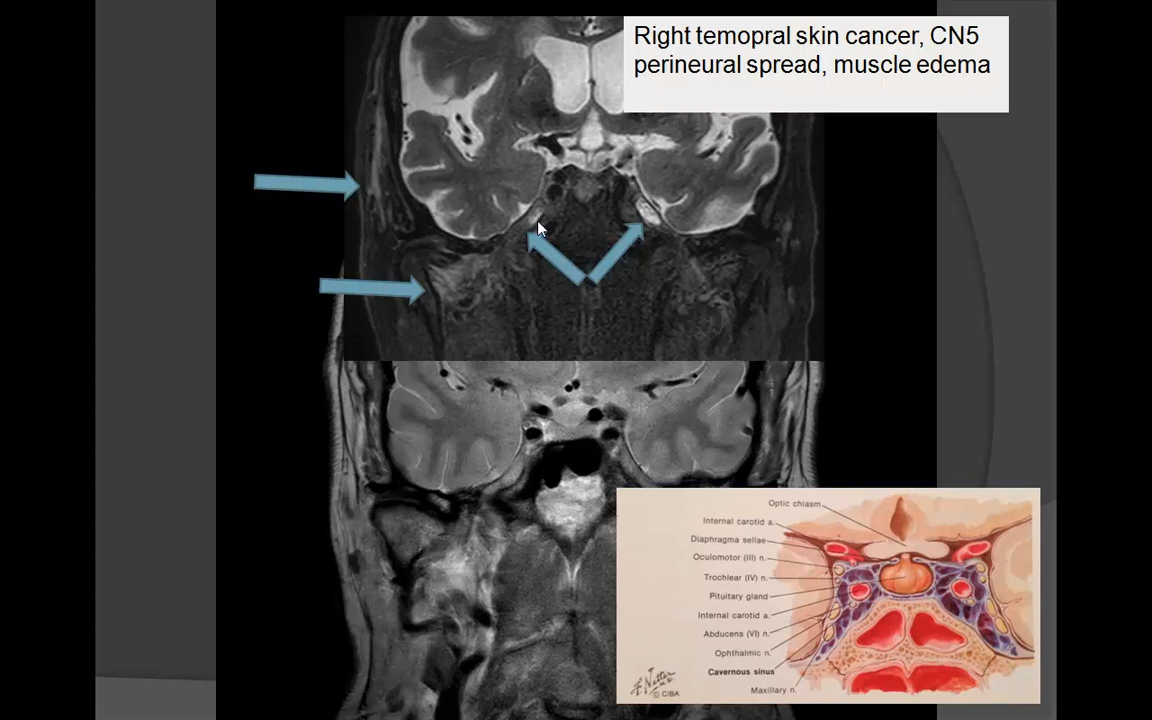 Right temopral skin cancer, CN5
perineural spread, muscle edema
Optic chiasm
Internal carotid a.
Diaphragma sellae
Oculomotor (III) n.
Trochlear (IV) n.
Pituitary gland
Internal carotid a.
Abducens (VI) n.
Ophthalmic n.
Cavernous sinus
Maxillary n.
© CIBA